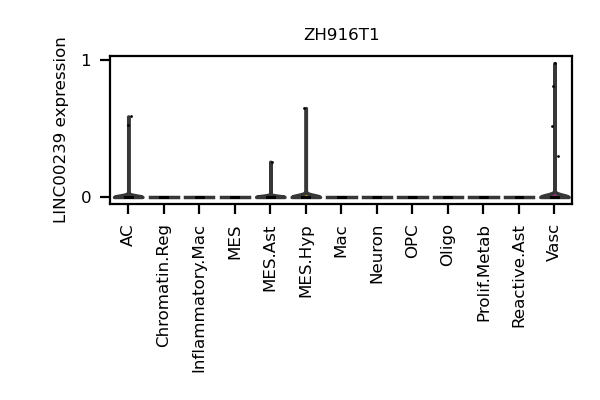 ZH916T1
LINC00239 expression
1
0
AC
Chromatin.Reg
Inflammatory.Mac
MES
MES.Ast
MES.Hyp
Mac
Neuron
OPC
Oligo
Prolif.Metab
Reactive.Ast
Vasc